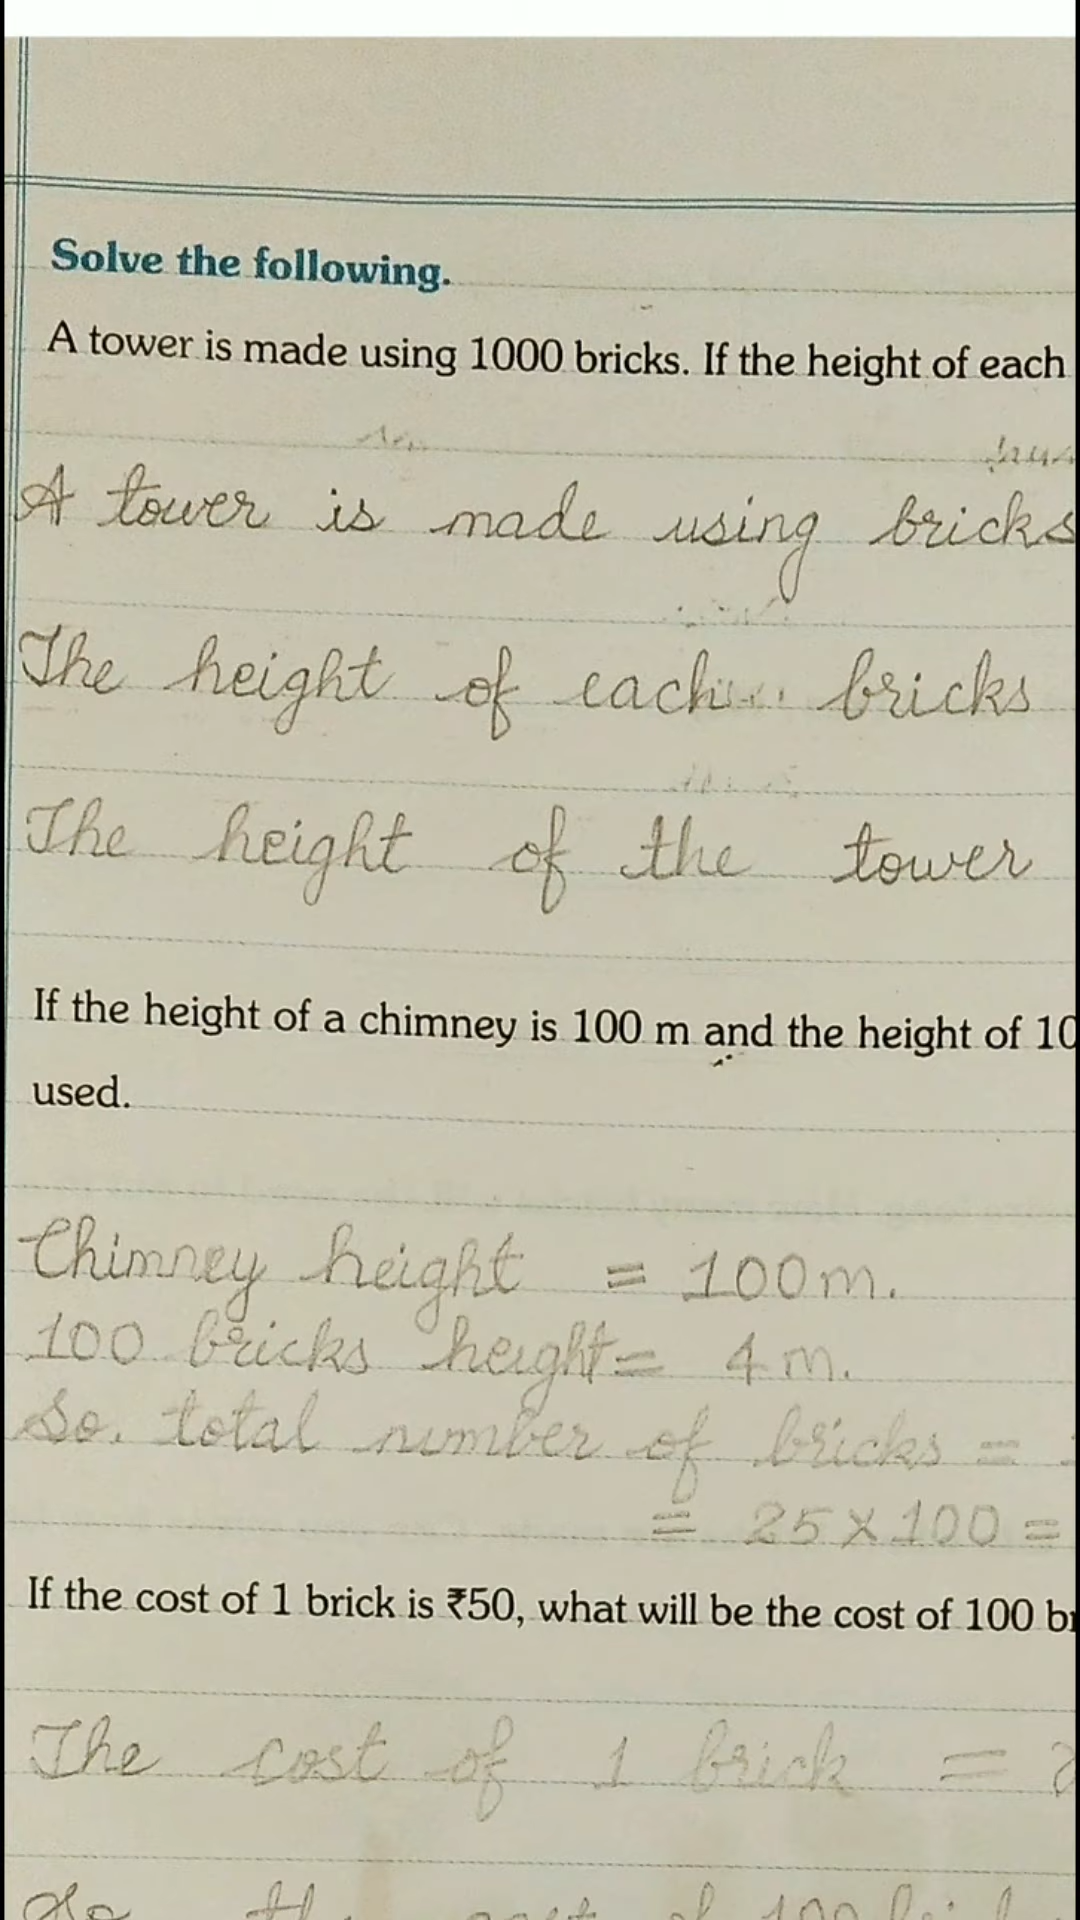 Solve the following.
A tower is made using 1000 bricks. If the height of each
A tower is made using bricks
The height of each bricks
The height of the tower
If the height of a chimney is 100 m and the height of 10
used.
Chimney height = 100m.
100 bricks height = 4 m.
So, total number of bricks =
= 25 x 100 =
If the cost of 1 brick is ₹50, what will be the cost of 100
The cost of 1 brick =